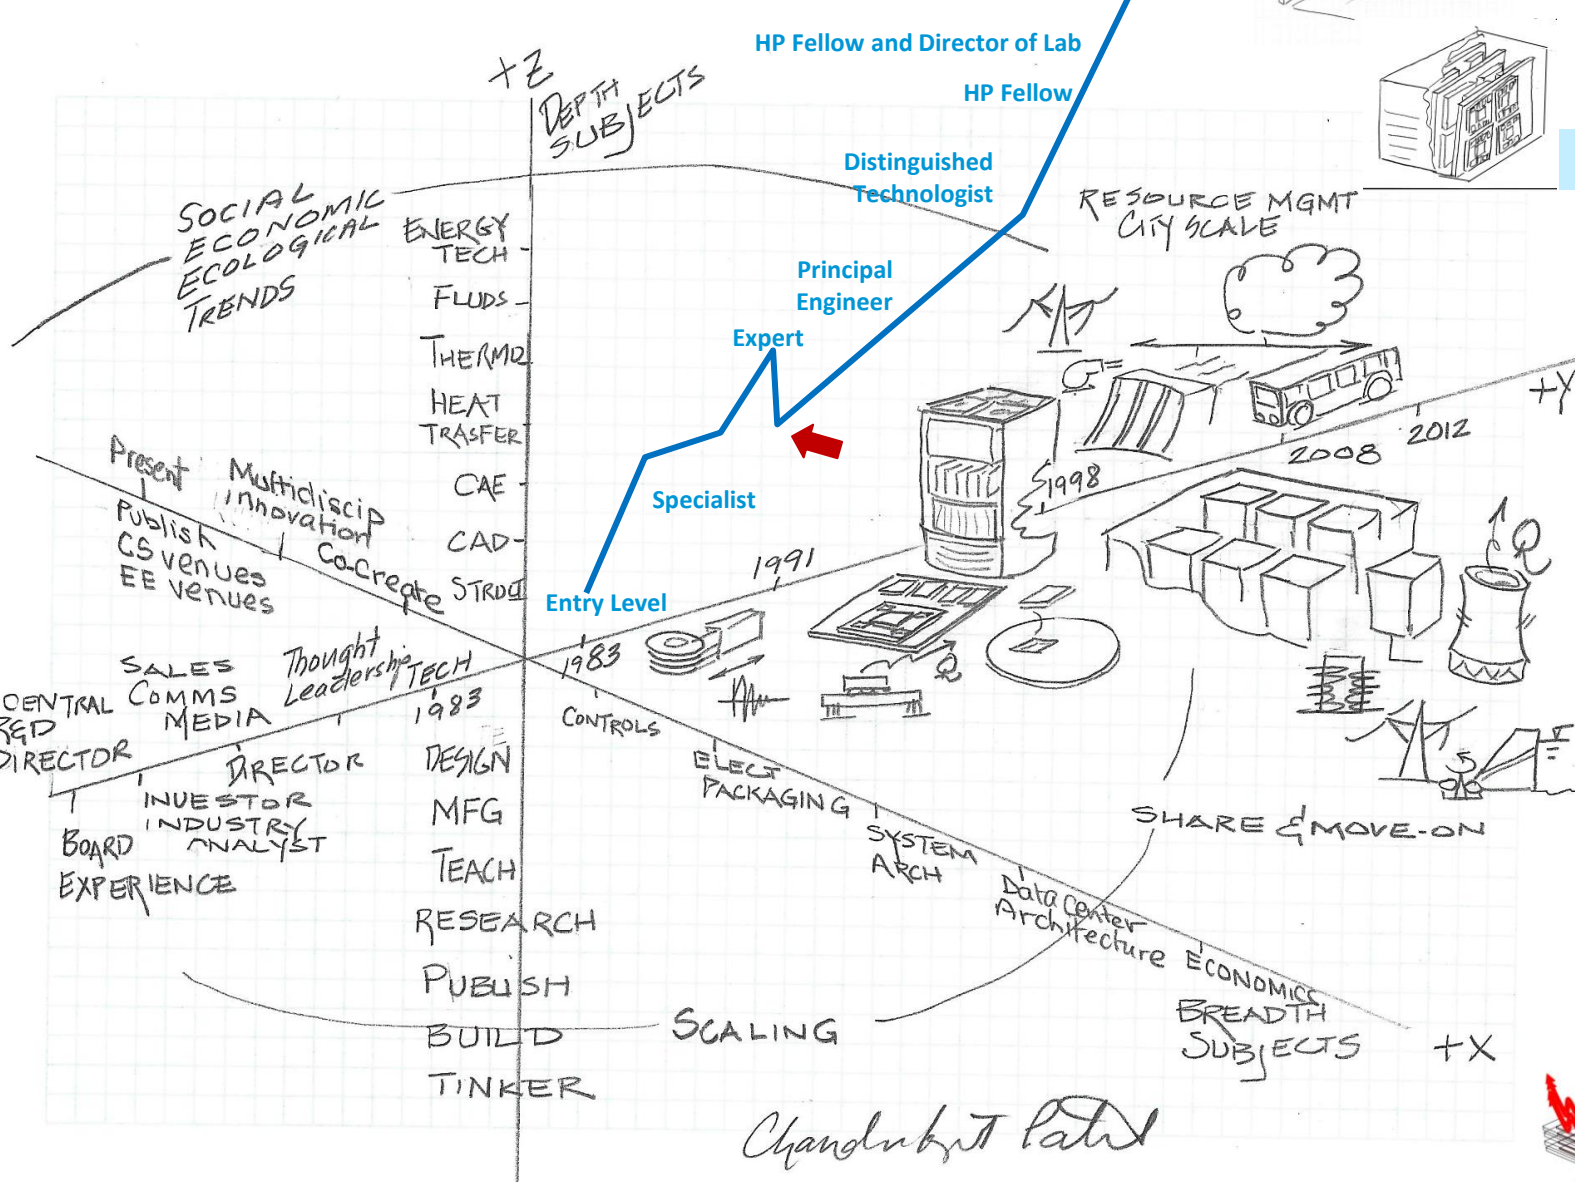 HP Fellow and Director of Lab
HP Fellow
Distinguished
Technologist
Principal
Engineer
Expert
Specialist
Entry Level
+Z
DEPTH
SUBJECTS
SOCIAL
ECONOMIC
ECOLOGICAL
TRENDS
ENERGY
TECH
FLUDS
THERMO
HEAT
TRASFER
CAE
CAD
STRUCT
RESOURCE MGMT
CITY SCALE
+Y
2012
2008
1998
1991
1983
Present
Multidiscip
innovation
Co-Create
Publish
CS venues
EE venues
Thought
Leadership
TECH
1983
SALES
COMMS
MEDIA
CENTRAL
R&D
DIRECTOR
DIRECTOR
INVESTOR
INDUSTRY
ANALYST
BOARD
EXPERIENCE
DESIGN
MFG
TEACH
RESEARCH
PUBLISH
BUILD
TINKER
Q
Q
CONTROLS
ELECT
PACKAGING
SYSTEM
ARCH
Data Center
Architecture
ECONOMICS
BREADTH
SUBJECTS
+X
SHARE & MOVE-ON
SCALING